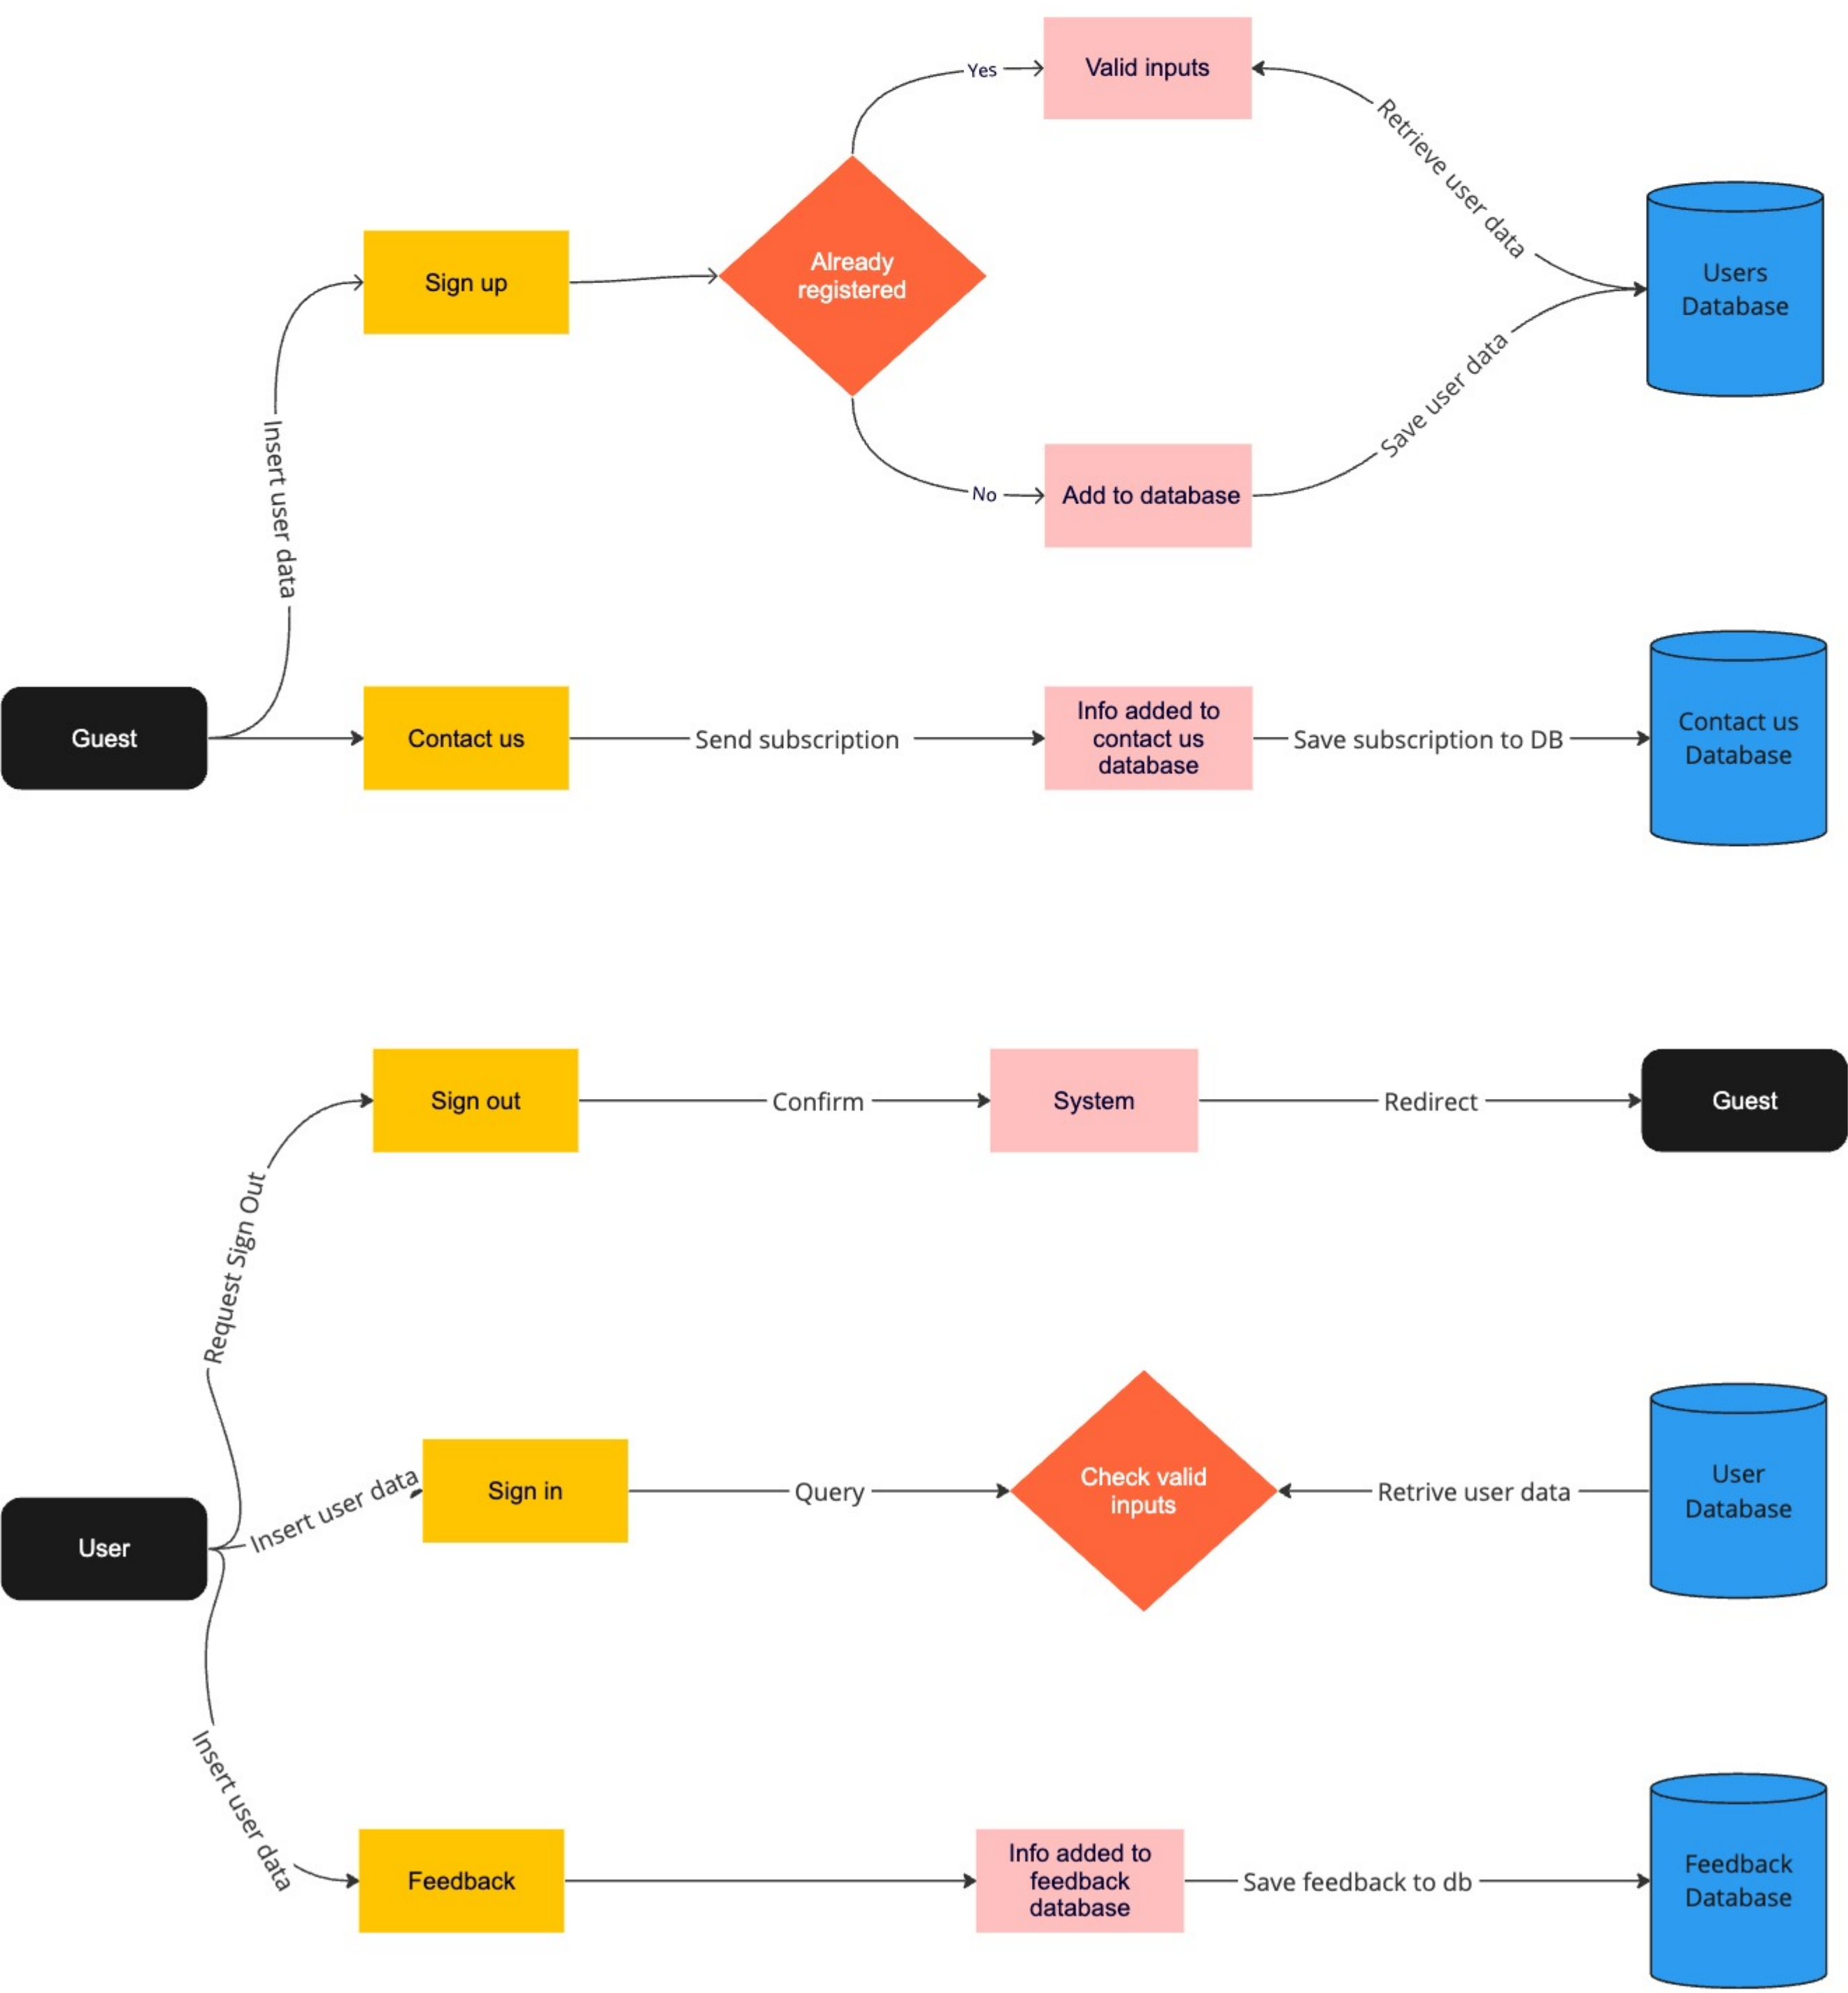 Yes
Valid inputs
Retrieve user data
Sign up
Already
registered
Users
Database
Insert user data
Save user data
No
Add to database
Guest
Contact us
Send subscription
Info added to
contact us
database
Save subscription to DB
Contact us
Database
Sign out
Confirm
System
Redirect
Guest
Request Sign Out
User
Insert user data
Sign in
Query
Check valid
inputs
Retrive user data
User
Database
Insert user data
Feedback
Info added to
feedback
database
Save feedback to db
Feedback
Database